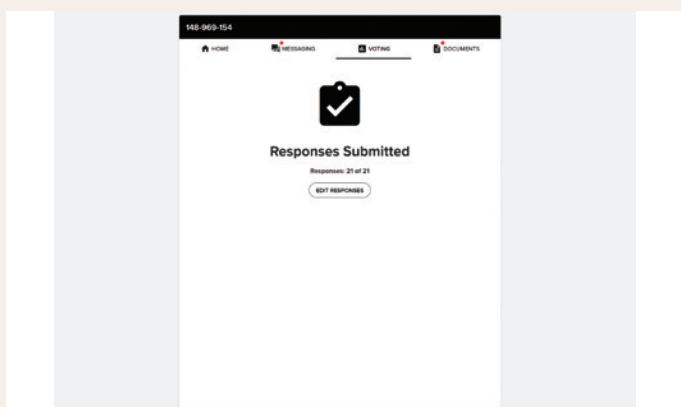 148-969-154
HOME MESSAGING VOTING DOCUMENTS
Responses Submitted
Responses: 21 of 21
EDIT RESPONSES